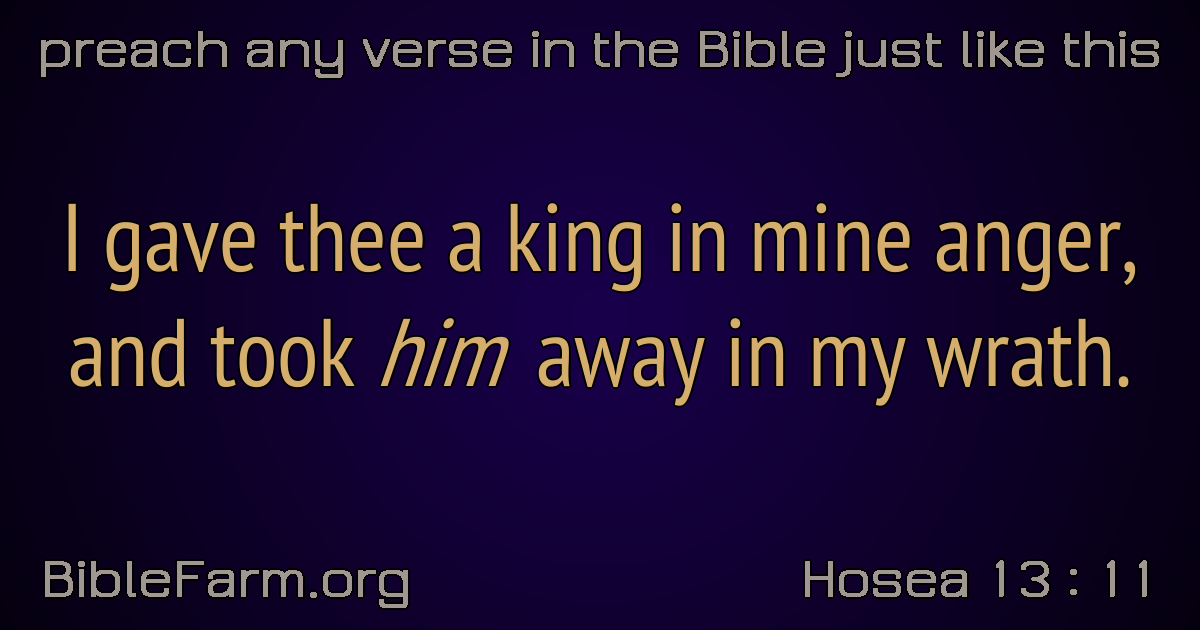 preach any verse in the Bible just like this
I gave thee a king in mine anger,
and took him away in my wrath.
BibleFarm.org
Hosea 13 : 11